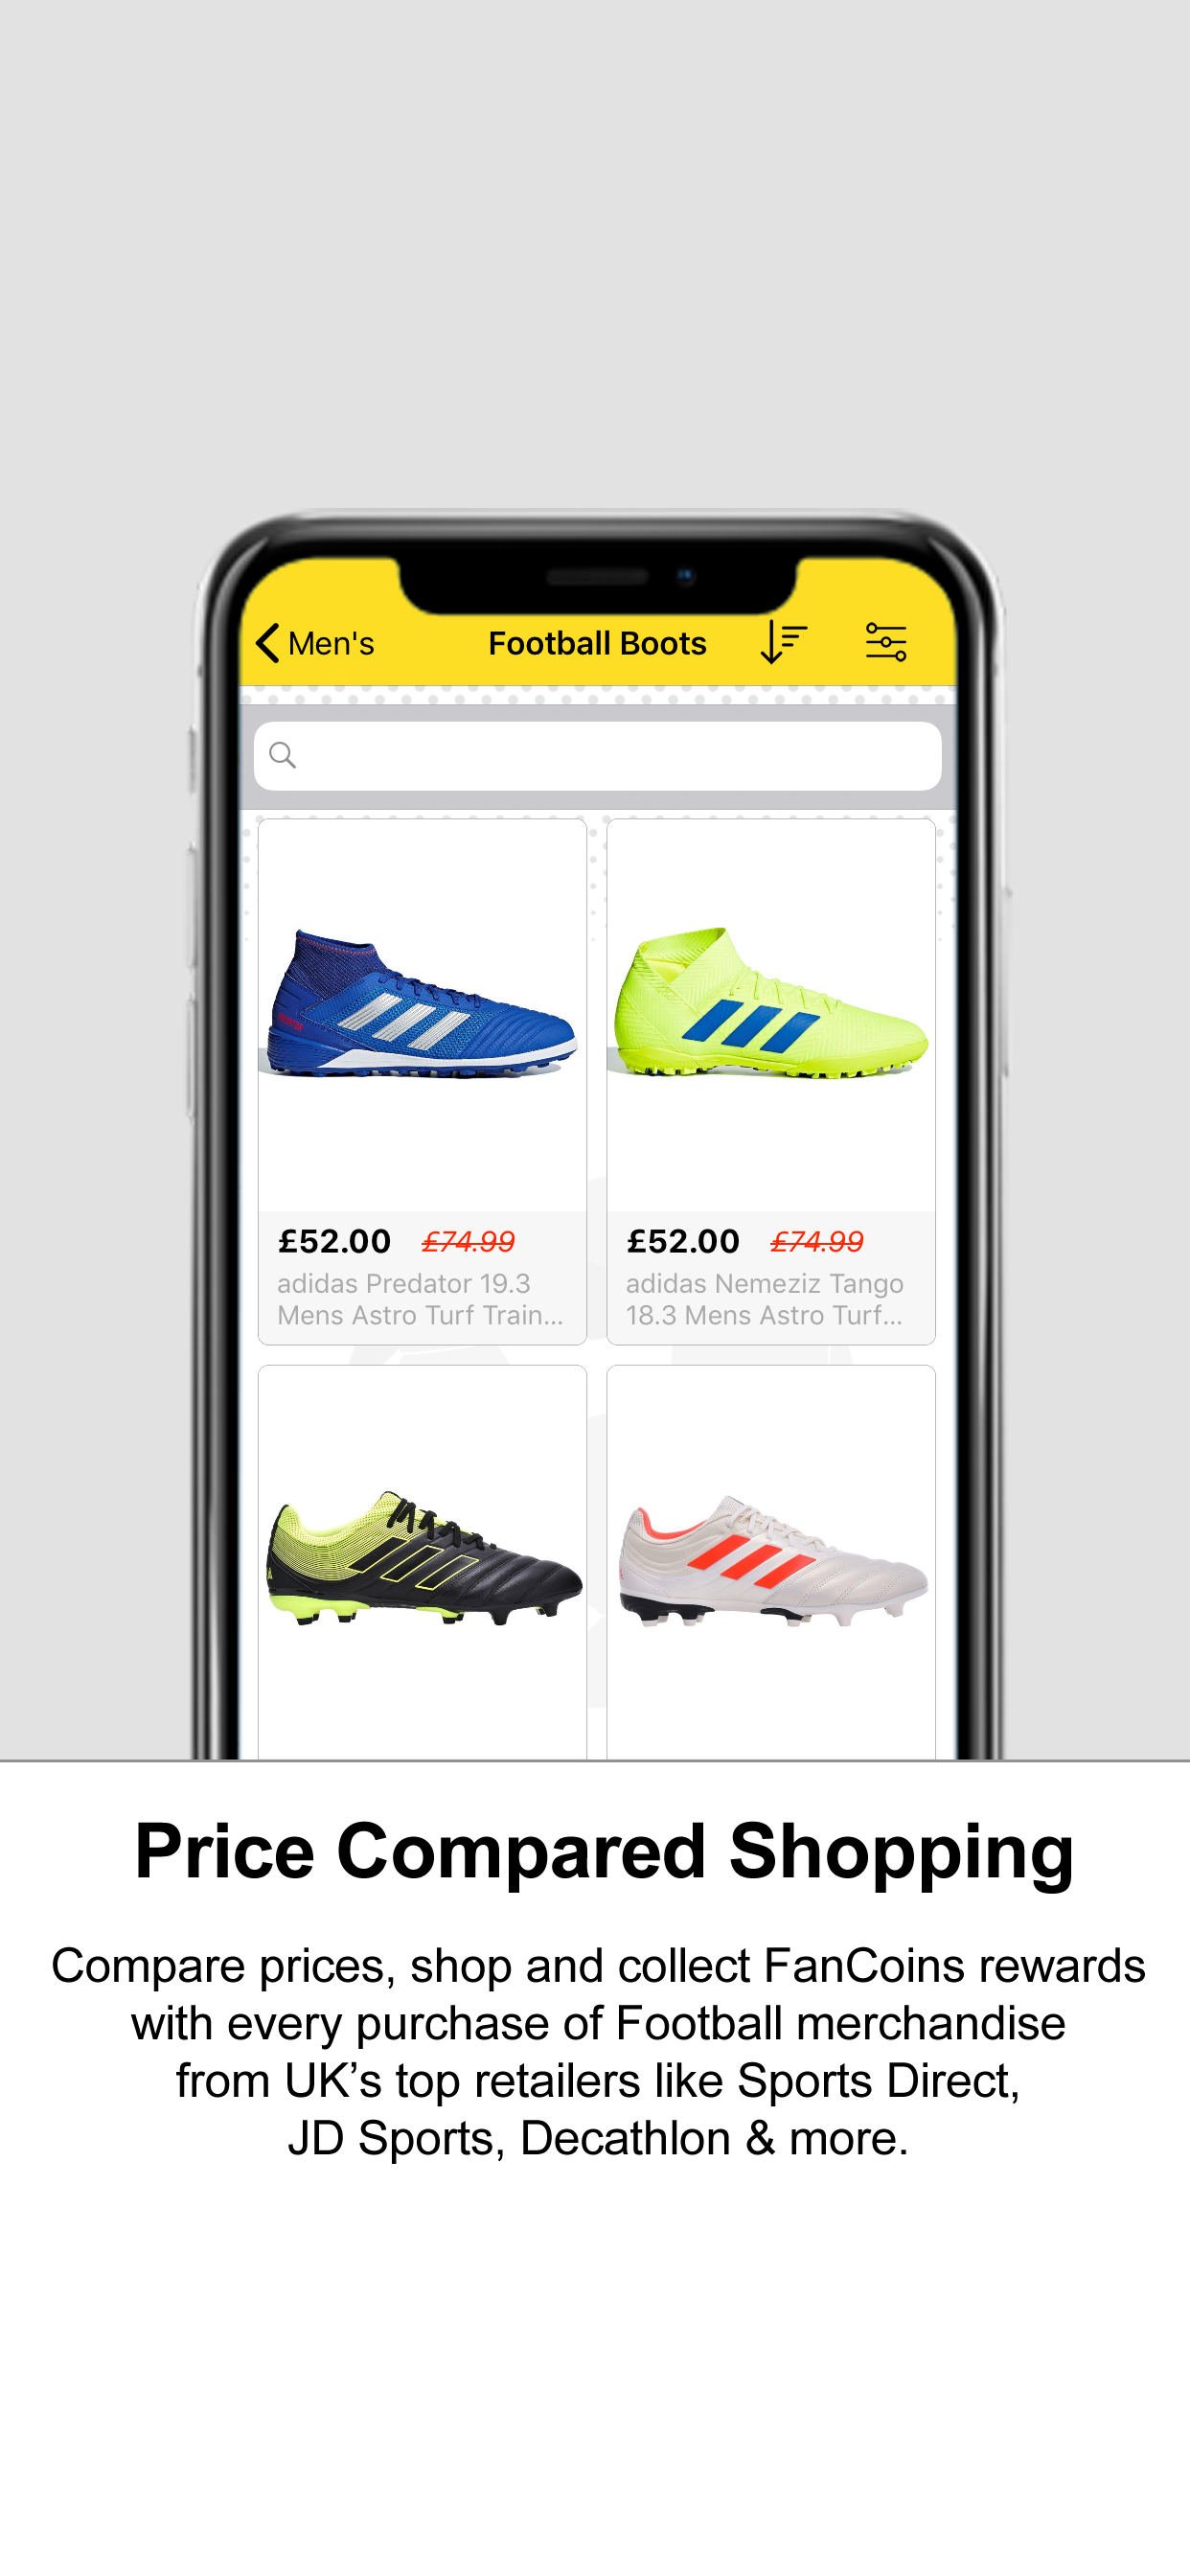 Men's
Football Boots
£52.00 £74.99
adidas Predator 19.3
Mens Astro Turf Train...
£52.00 £74.99
adidas Nemeziz Tango
18.3 Mens Astro Turf...
Price Compared Shopping
Compare prices, shop and collect FanCoins rewards
with every purchase of Football merchandise
from UK’s top retailers like Sports Direct,
JD Sports, Decathlon & more.